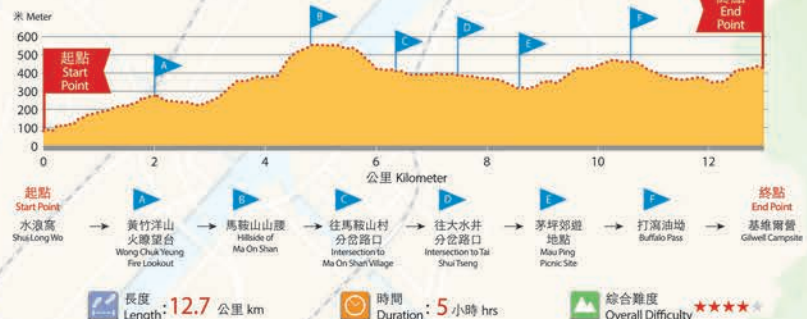 米 Meter
600
500
400
300
200
100
0
起點
Start
Point
A
B
C
D
E
F
End
Point
0
2
4
6
8
10
12
公里 Kilometer
起點
Start Point
水浪窩
Shui Long Wo
A
黃竹洋山
火瞭望台
Wong Chuk Yeung
Fire Lookout
B
馬鞍山山腰
Hillside of
Ma On Shan
C
往馬鞍山村
分岔路口
Intersection to
Ma On Shan Village
D
往大水井
分岔路口
Intersection to Tai
Shui Tseng
E
茅坪郊遊
地點
Mau Ping
Picnic Site
F
打瀉油坳
Buffalo Pass
終點
End Point
基維爾營
Gilwell Campsite
長度
Length: 12.7 公里 km
時間
Duration: 5 小時 hrs
綜合難度
Overall Difficulty ★★★★★